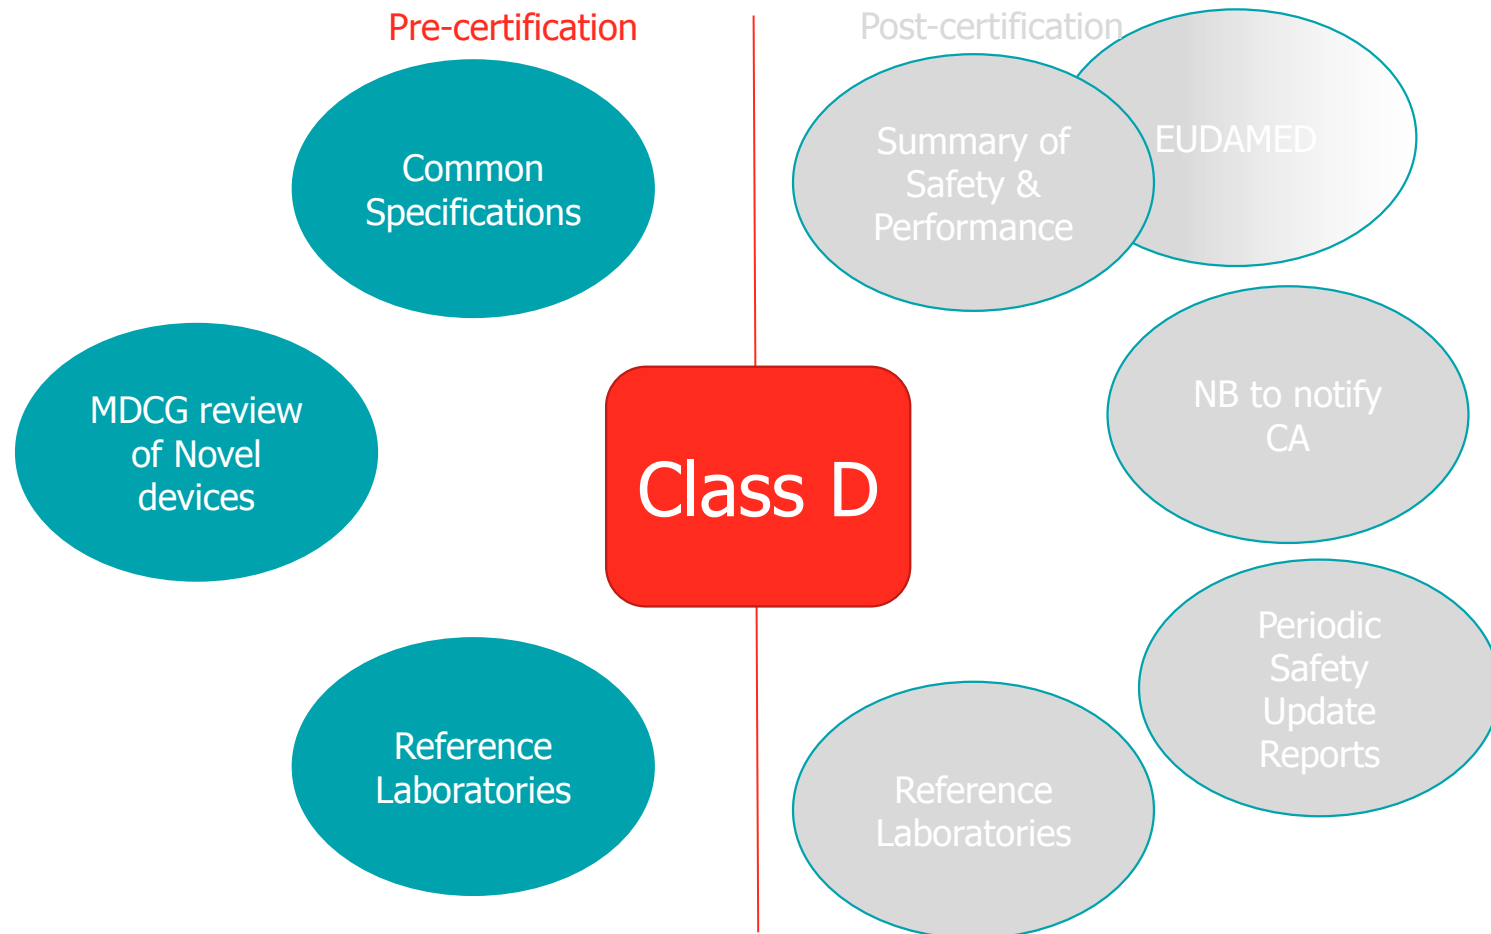 Pre-certification
Common
Specifications
MDCG review
of Novel
devices
Reference
Laboratories
Class D
Post-certification
Summary of
Safety &
Performance
EUDAMED
NB to notify
CA
Periodic
Safety
Update
Reports
Reference
Laboratories